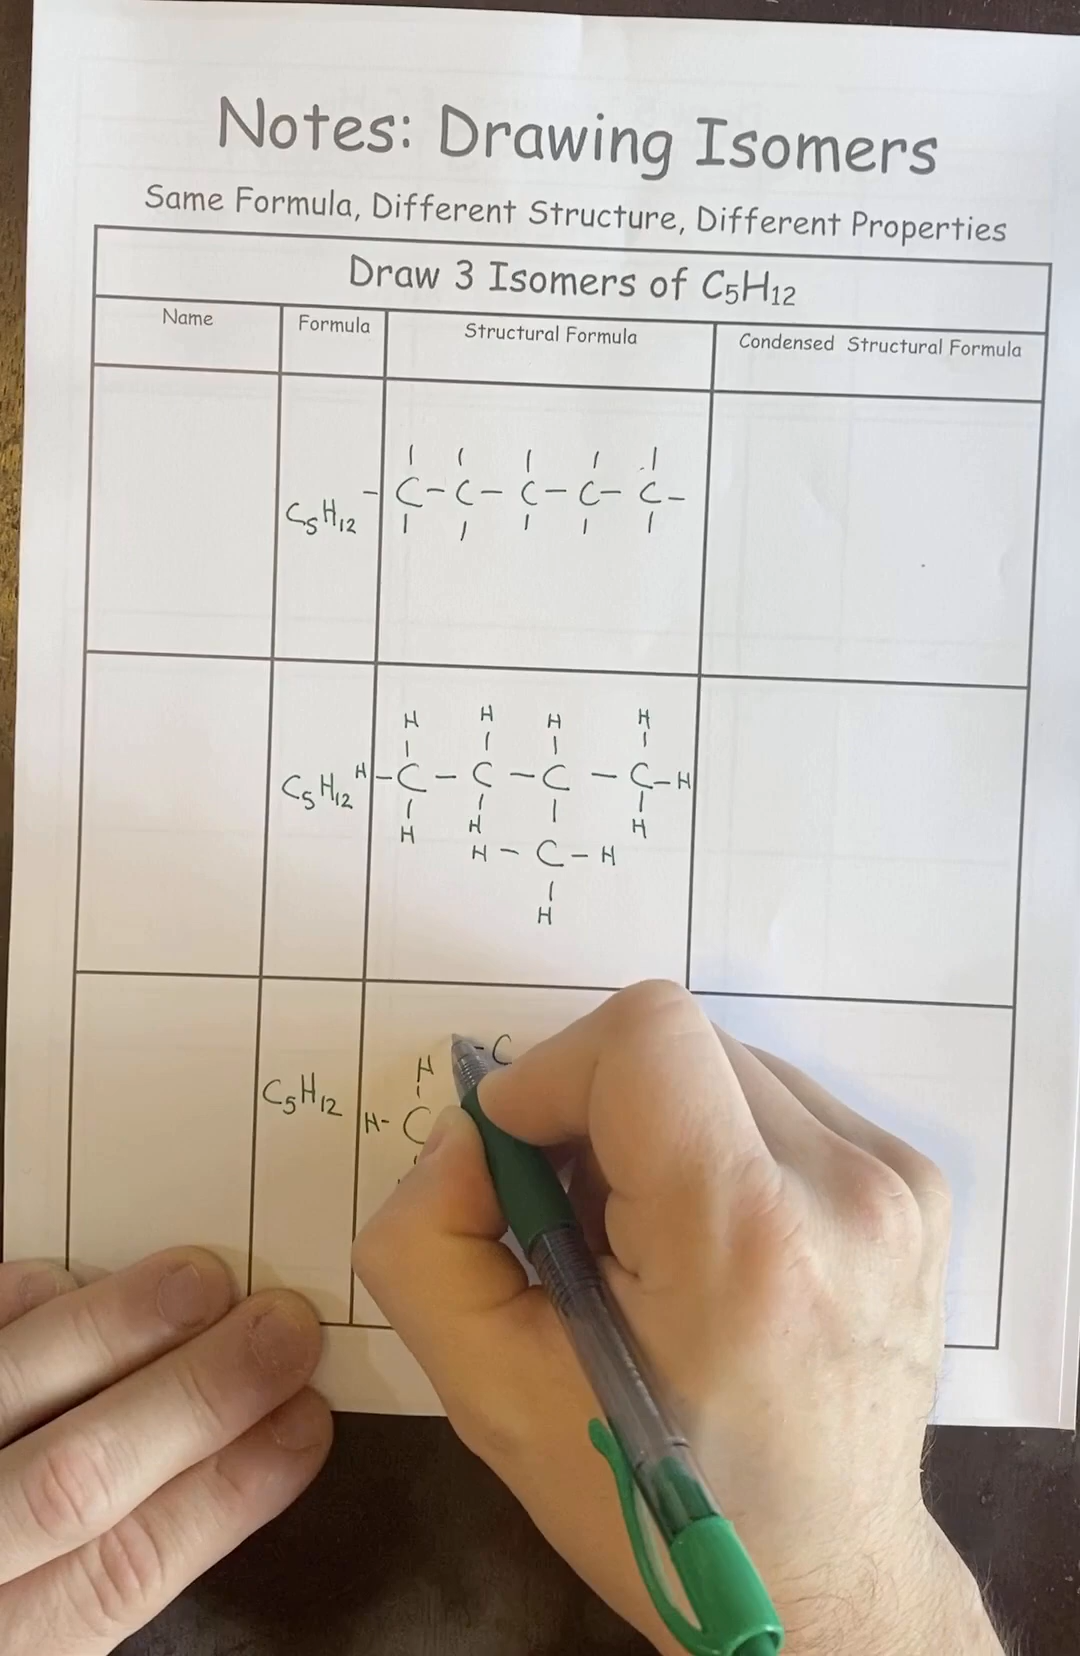 Notes: Drawing Isomers
Same Formula, Different Structure, Different Properties
Draw 3 Isomers of C5H12
Name Formula Structural Formula Condensed Structural Formula
C5H12 -C-C-C-C-C-
H H H H
C5H12 H-C-C-C-C-H
H H H
H-C-H
H
-C
H
C5H12 H-C